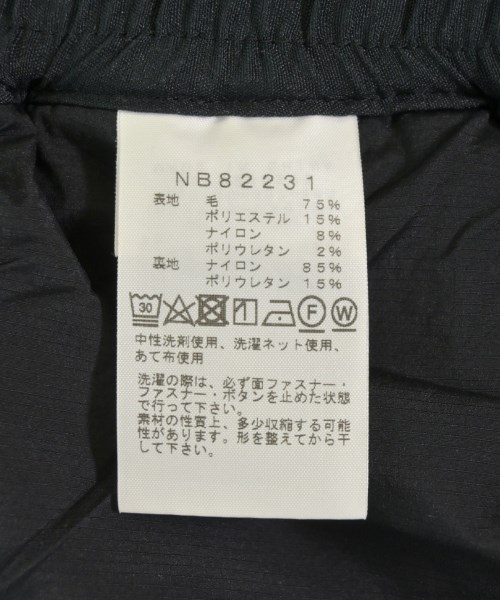 NB82231
表地 毛 75%
ポリエステル 15%
ナイロン 8%
ポリウレタン 2%
裏地 ナイロン 85%
ポリウレタン 15%
30 F W
中性洗剤使用、洗濯ネット使用、
あて布使用
洗濯の際は、必ず面ファスナー・
ファスナー・ボタンを止めた状態
で行って下さい。
素材の性質上、多少収縮する可能
性があります。形を整えてから干
して下さい。